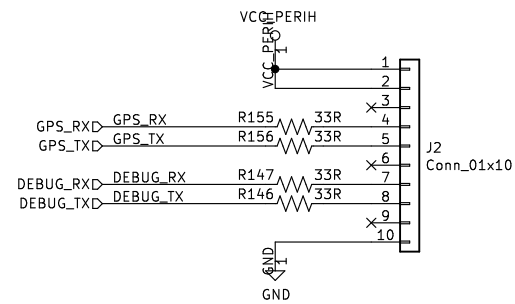 VCC_PERIH
VCC_PERIH
1
1
2
3
GPS_RX GPS_RX R155 33R 4
GPS_TX GPS_TX R156 33R 5
J2
6
Conn_01x10
DEBUG_RX DEBUG_RX R147 33R 7
DEBUG_TX DEBUG_TX R146 33R 8
9
10
GND
1
GND